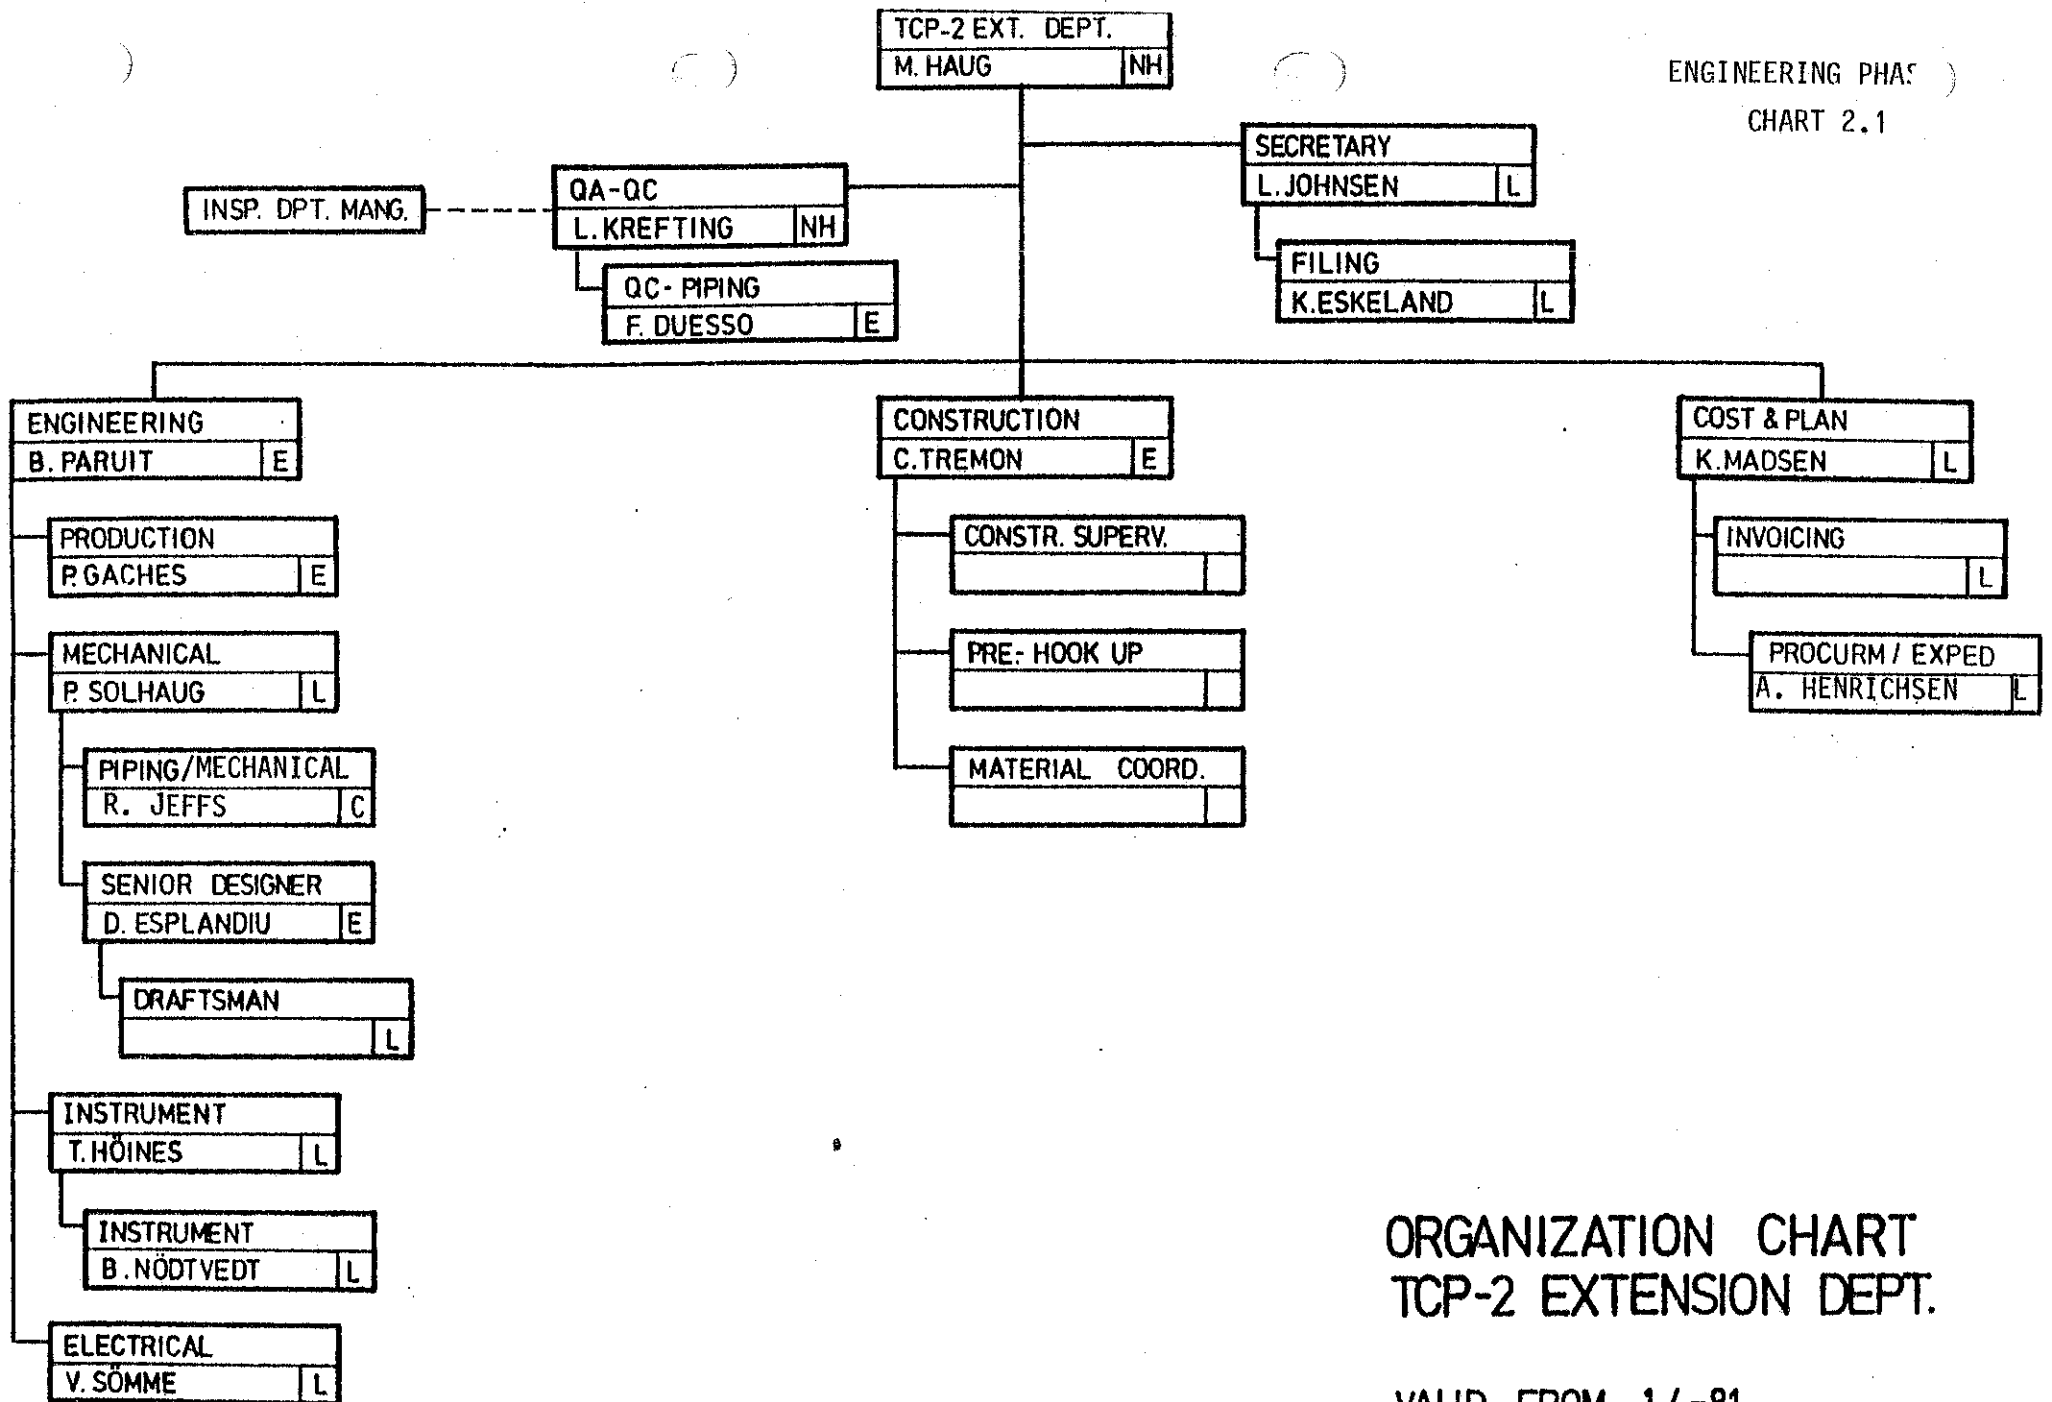 TCP-2 EXT. DEPT.
M. HAUG NH
ENGINEERING PHAS
CHART 2.1
SECRETARY
L. JOHNSEN L
QA-QC
L. KREFTING NH
INSP. DPT. MANG.
FILING
K. ESKELAND L
QC- PIPING
F. DUESSO E
ENGINEERING
B. PARUIT E
CONSTRUCTION
C. TREMON E
COST & PLAN
K. MADSEN L
PRODUCTION
P. GACHES E
CONSTR. SUPERV.
INVOICING
L
MECHANICAL
P. SOLHAUG L
PRE- HOOK UP
PROCURM / EXPED
A. HENRICHSEN L
PIPING/MECHANICAL
R. JEFFS C
MATERIAL COORD.
SENIOR DESIGNER
D. ESPLANDIU E
DRAFTSMAN
L
INSTRUMENT
T. HÖINES L
INSTRUMENT
B. NÖDTVEDT L
ELECTRICAL
V. SÖMME L
ORGANIZATION CHART
TCP-2 EXTENSION DEPT.
VALID FROM